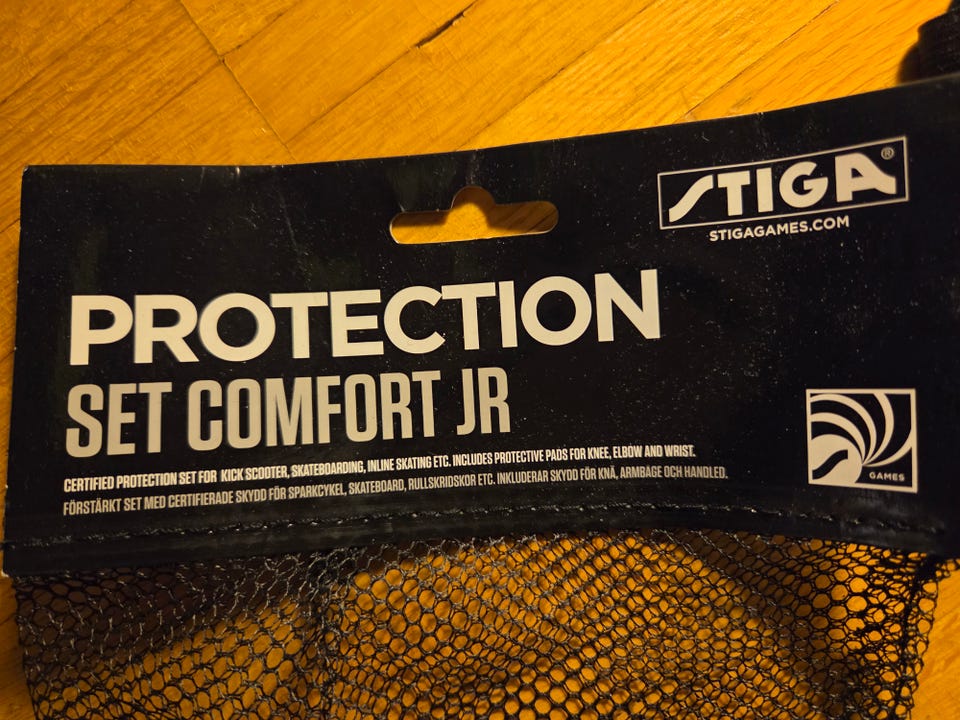 STIGA®
STIGAGAMES.COM
PROTECTION
SET COMFORT JR
CERTIFIED PROTECTION SET FOR KICK SCOOTER, SKATEBOARDING, INLINE SKATING ETC. INCLUDES PROTECTIVE PADS FOR KNEE, ELBOW AND WRIST.
FÖRSTÄRKT SET MED CERTIFIERADE SKYDD FÖR SPARKCYKEL, SKATEBOARD, RULLSKRIDSKOR ETC. INKLUDERAR SKYDD FÖR KNÄ, ARMBÅGE OCH HANDLED.
GAMES